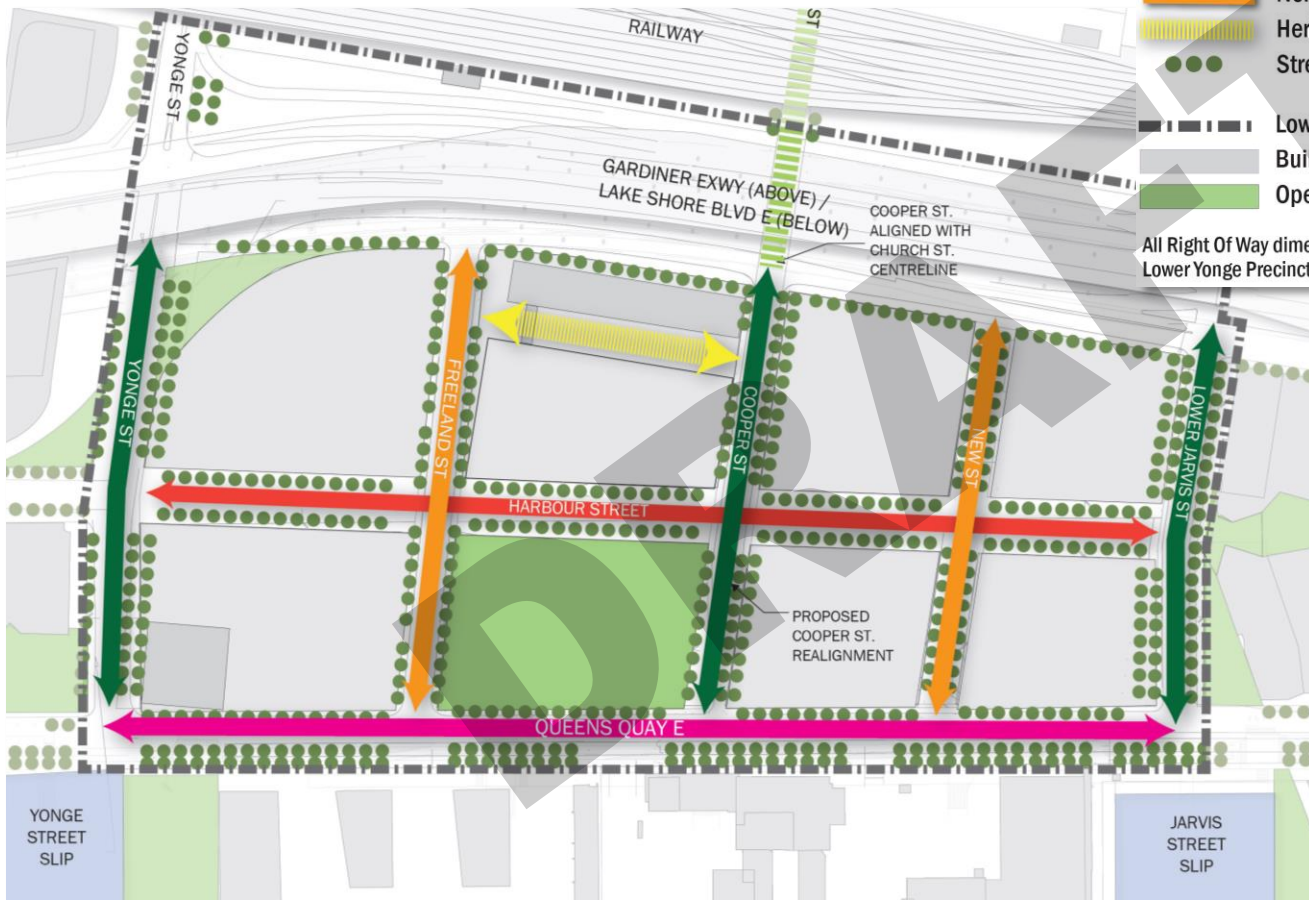 ST
RAILWAY
YONGE ST
GARDINER EXWY (ABOVE) /
LAKE SHORE BLVD E (BELOW)
COOPER ST.
ALIGNED WITH
CHURCH ST.
CENTRELINE
Her
Stre
Low
Buil
Ope
All Right Of Way dime
Lower Yonge Precinct
YONGE ST
FREELAND ST
COOPER ST
NEW ST
LOWER JARVIS ST
HARBOUR STREET
PROPOSED
COOPER ST.
REALIGNMENT
QUEENS QUAY E
YONGE
STREET
SLIP
JARVIS
STREET
SLIP
DRAFT